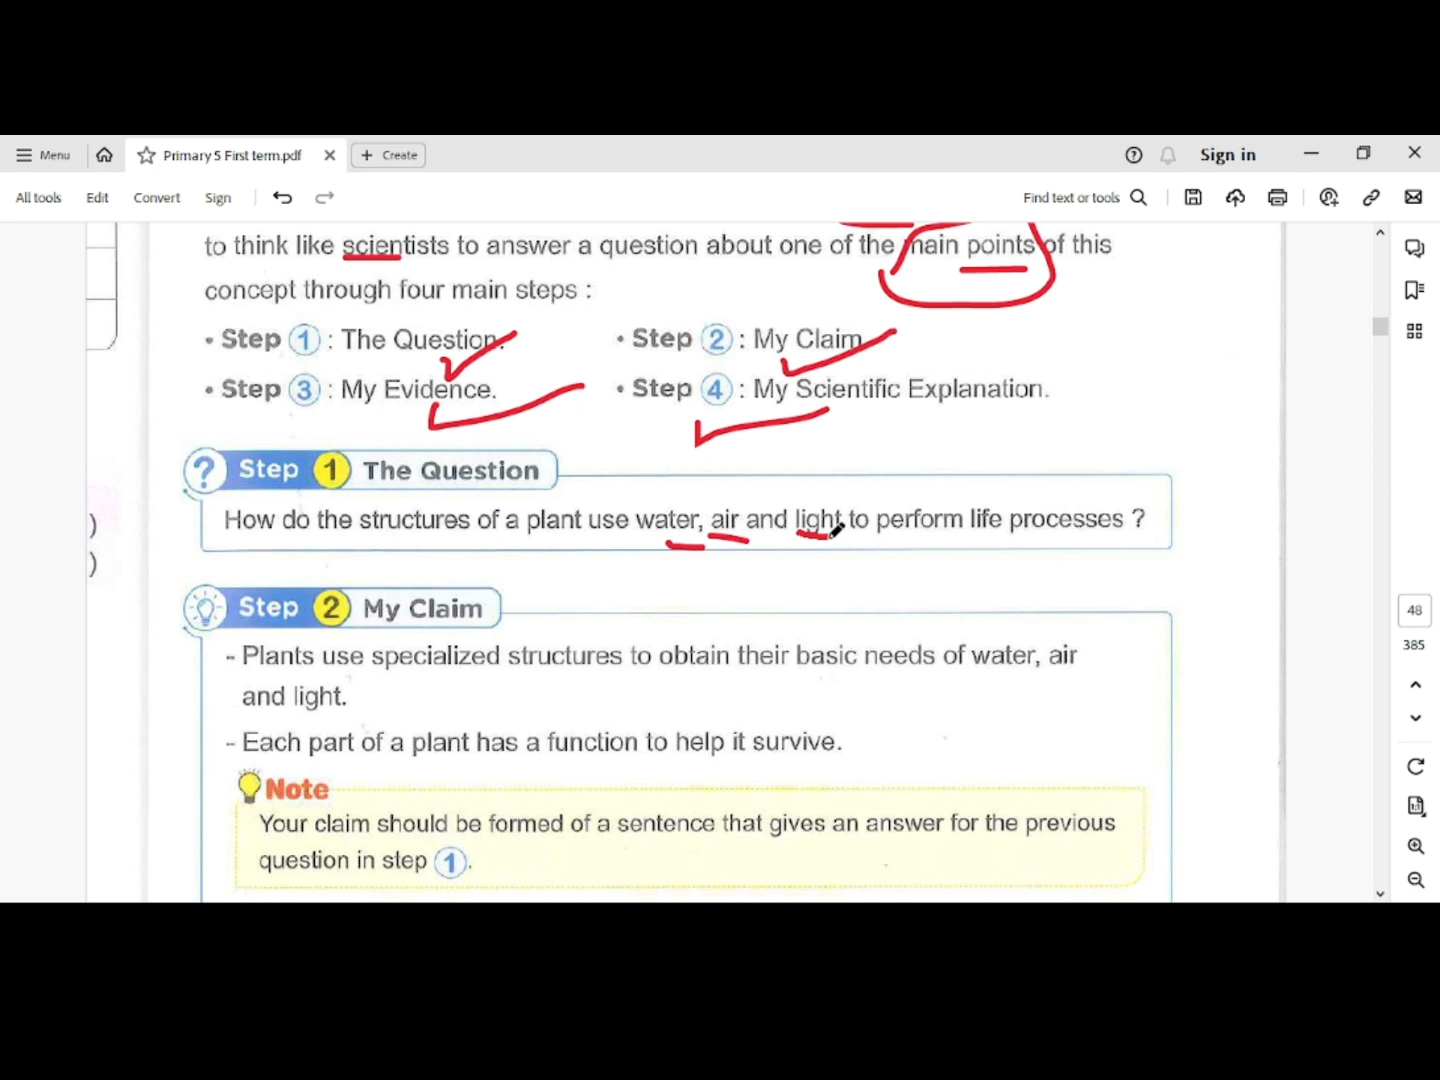 Menu
Primary 5 First term.pdf
Create
Sign in
All tools
Edit
Convert
Sign
Find text or tools
to think like scientists to answer a question about one of the main points of this
concept through four main steps :
• Step 1 : The Question.
• Step 2 : My Claim
• Step 3 : My Evidence.
• Step 4 : My Scientific Explanation.
? Step 1 The Question
How do the structures of a plant use water, air and light to perform life processes ?
)
)
Step 2 My Claim
- Plants use specialized structures to obtain their basic needs of water, air
and light.
- Each part of a plant has a function to help it survive.
Note
Your claim should be formed of a sentence that gives an answer for the previous
question in step 1.
48
385